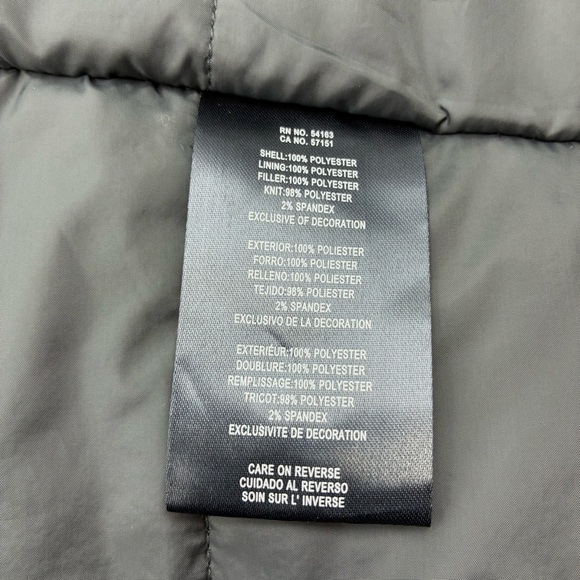 RN NO. 54163
CA NO. 57151
SHELL:100% POLYESTER
LINING:100% POLYESTER
FILLER:100% POLYESTER
KNIT:98% POLYESTER
2% SPANDEX
EXCLUSIVE OF DECORATION
EXTERIOR:100% POLIESTER
FORRO:100% POLYESTER
RELLENO:100% POLYESTER
TEJIDO:98% POLYESTER
2% SPANDEX
EXCLUSIVO DE LA DECORATION
EXTERIEUR:100% POLYESTER
DOUBLURE:100% POLYESTER
REMPLISSAGE:100% POLYESTER
TRICOT:98% POLYESTER
2% SPANDEX
EXCLUSIVITE DE DECORATION
CARE ON REVERSE
CUIDADO AL REVERSO
SOIN SUR L' INVERSE